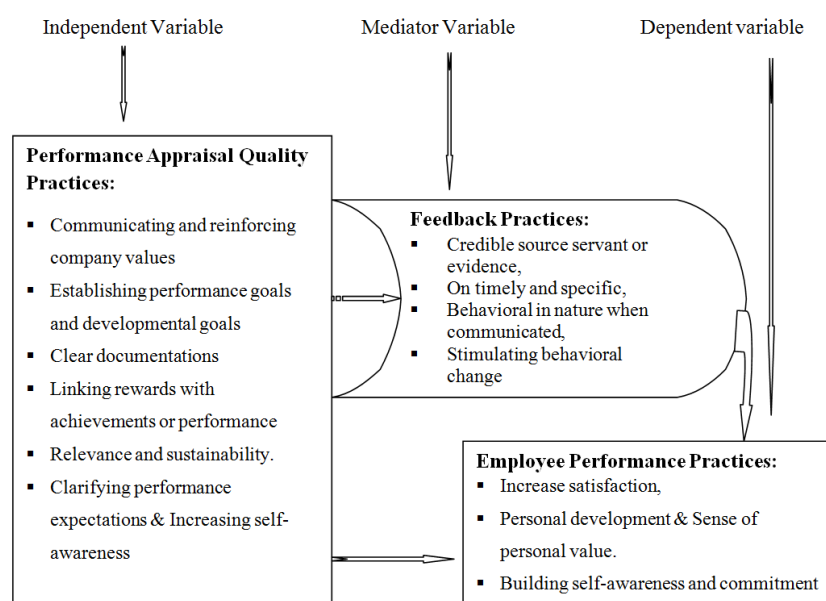 Independent Variable
Mediator Variable
Dependent variable
Performance Appraisal Quality
Practices:
▪ Communicating and reinforcing
company values
▪ Establishing performance goals
and developmental goals
▪ Clear documentations
▪ Linking rewards with
achievements or performance
▪ Relevance and sustainability.
▪ Clarifying performance
expectations & Increasing self-
awareness
Feedback Practices:
▪ Credible source servant or
evidence,
▪ On timely and specific,
▪ Behavioral in nature when
communicated,
▪ Stimulating behavioral
change
Employee Performance Practices:
▪ Increase satisfaction,
▪ Personal development & Sense of
personal value.
▪ Building self-awareness and commitment